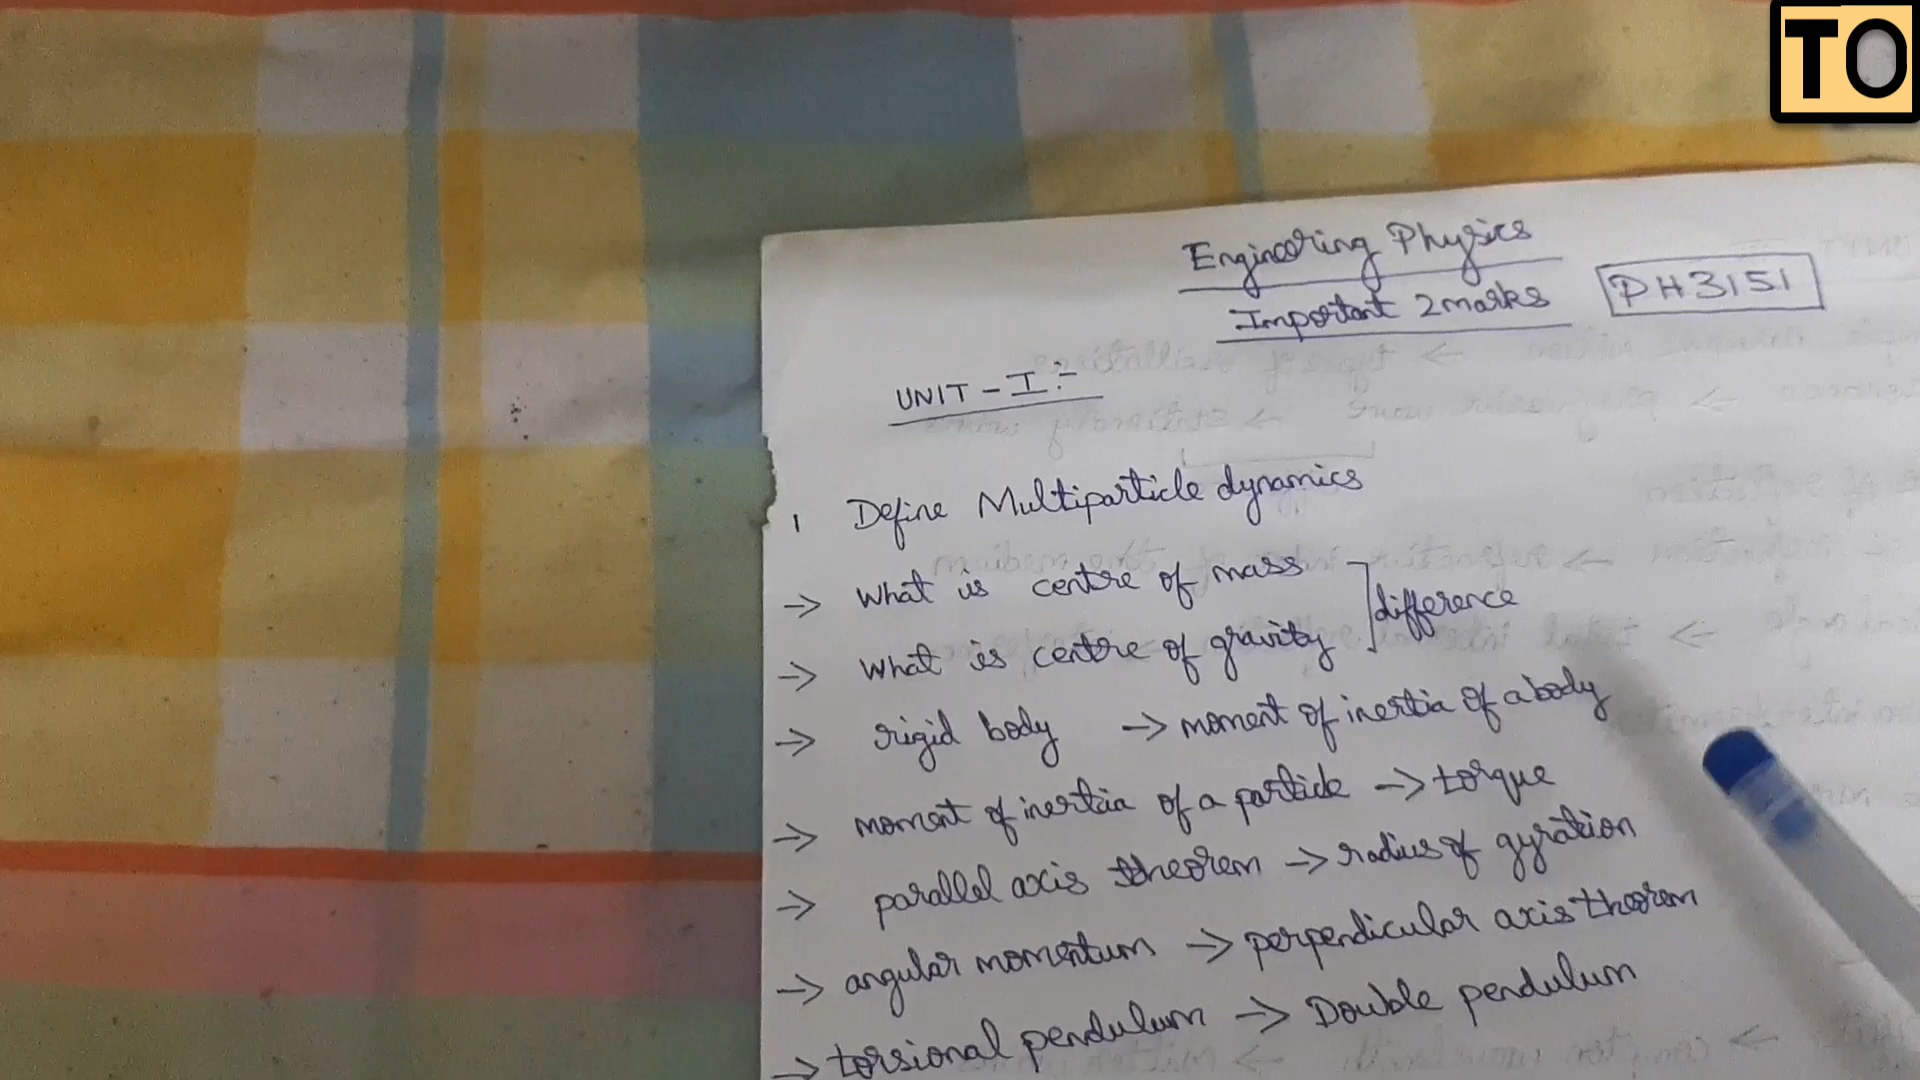 TO
Engineering Physics
Important 2 marks
PH3151
UNIT - I :-
1 Define Multiparticle dynamics
→ What is centre of mass
difference
→ What is centre of gravity
→ rigid body → moment of inertia of a body
→ moment of inertia of a particle → torque
→ parallel axis theorem → radius of gyration
→ angular momentum → perpendicular axis theorem
→ torsional pendulum → Double pendulum